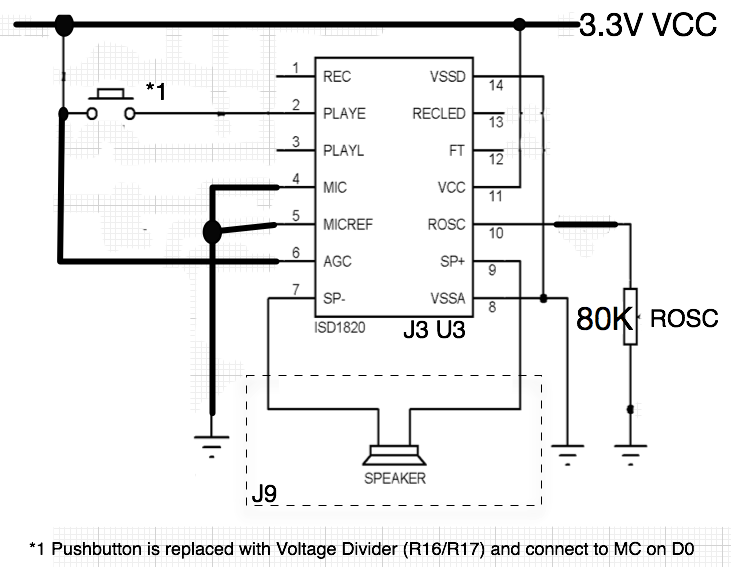 3.3V VCC
*1
1 REC VSSD 14
2 PLAYE RECLED 13
3 PLAYL FT 12
4 MIC VCC 11
5 MICREF ROSC 10
6 AGC SP+ 9
7 SP- VSSA 8
ISD1820 J3 U3
80K ROSC
SPEAKER
J9
*1 Pushbutton is replaced with Voltage Divider (R16/R17) and connect to MC on D0